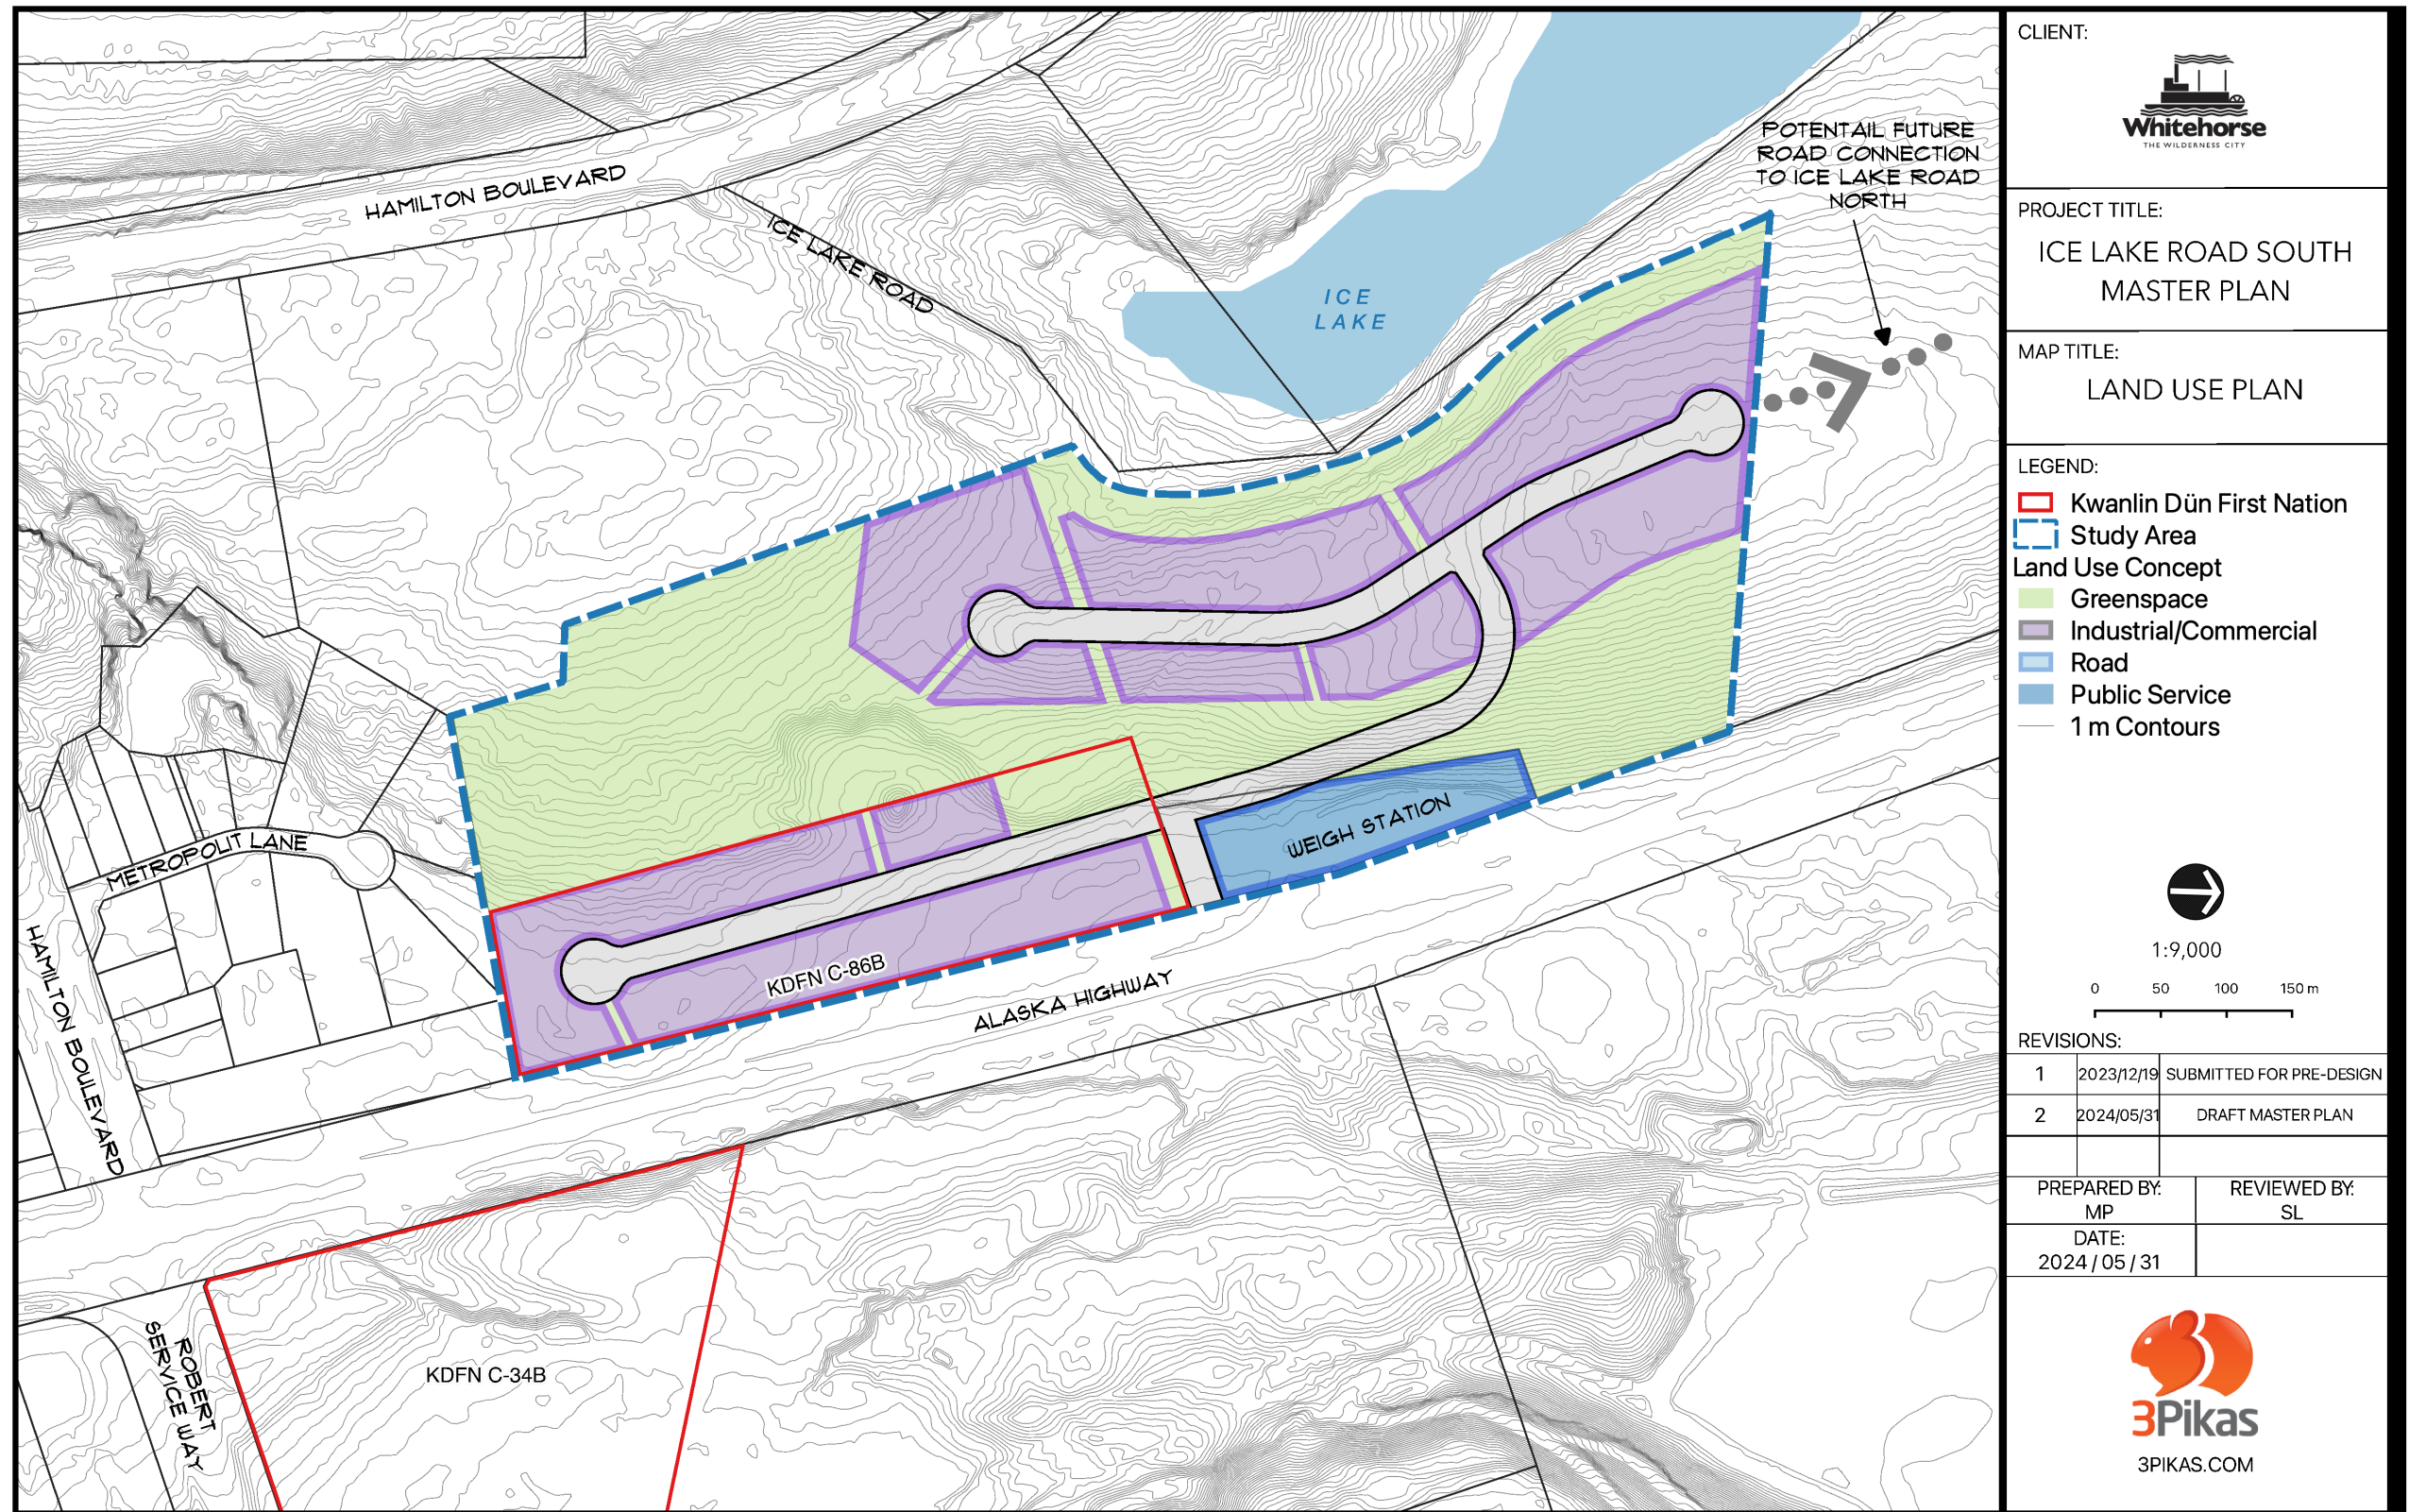 HAMILTON BOULEVARD
ICE LAKE ROAD
ICE
LAKE
POTENTAIL FUTURE
ROAD CONNECTION
TO ICE LAKE ROAD
NORTH
METROPOLIT LANE
HAMILTON BOULEVARD
WEIGH STATION
KDFN C-86B
ALASKA HIGHWAY
ROBERT
SERVICE WAY
KDFN C-34B
CLIENT:
Whitehorse
THE WILDERNESS CITY
PROJECT TITLE:
ICE LAKE ROAD SOUTH
MASTER PLAN
MAP TITLE:
LAND USE PLAN
LEGEND:
Kwanlin Dün First Nation
Study Area
Land Use Concept
Greenspace
Industrial/Commercial
Road
Public Service
1 m Contours
1:9,000
0 50 100 150 m
REVISIONS:
1 2023/12/19 SUBMITTED FOR PRE-DESIGN
2 2024/05/31 DRAFT MASTER PLAN
PREPARED BY: REVIEWED BY:
MP SL
DATE:
2024 / 05 / 31
3Pikas
3PIKAS.COM